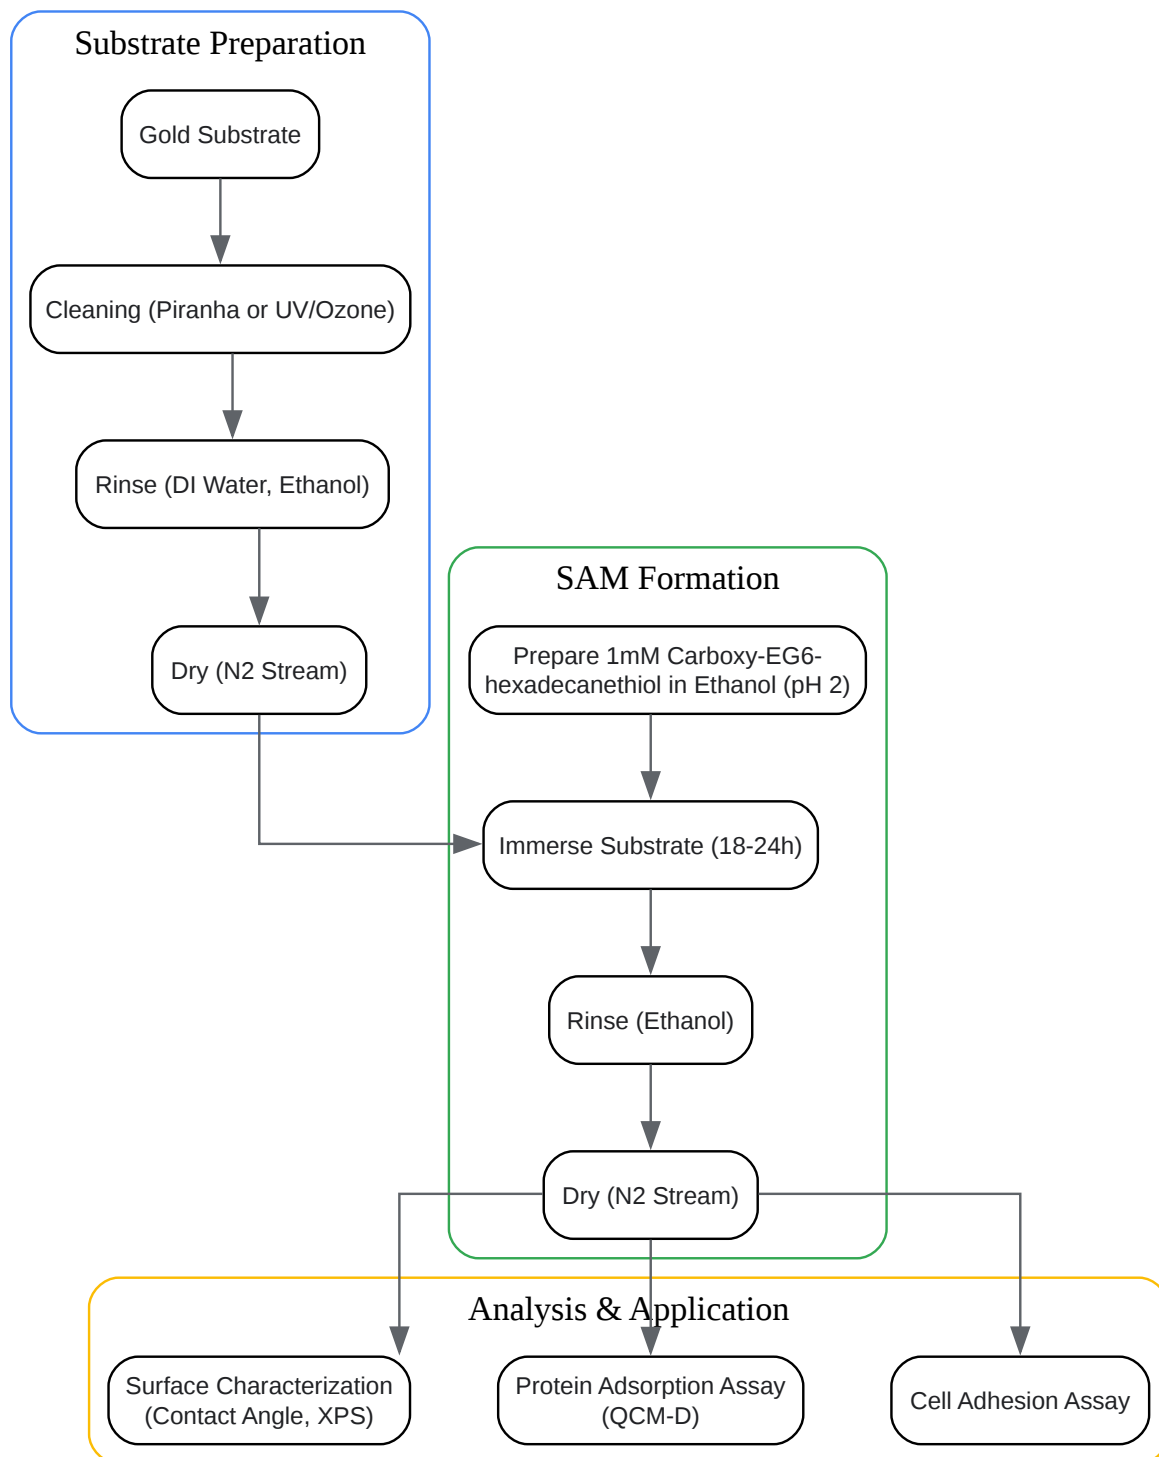 Substrate Preparation
Gold Substrate
Cleaning (Piranha or UV/Ozone)
Rinse (DI Water, Ethanol)
Dry (N2 Stream)
SAM Formation
Prepare 1mM Carboxy-EG6-
hexadecanethiol in Ethanol (pH 2)
Immerse Substrate (18-24h)
Rinse (Ethanol)
Dry (N2 Stream)
Analysis & Application
Surface Characterization
(Contact Angle, XPS)
Protein Adsorption Assay
(QCM-D)
Cell Adhesion Assay